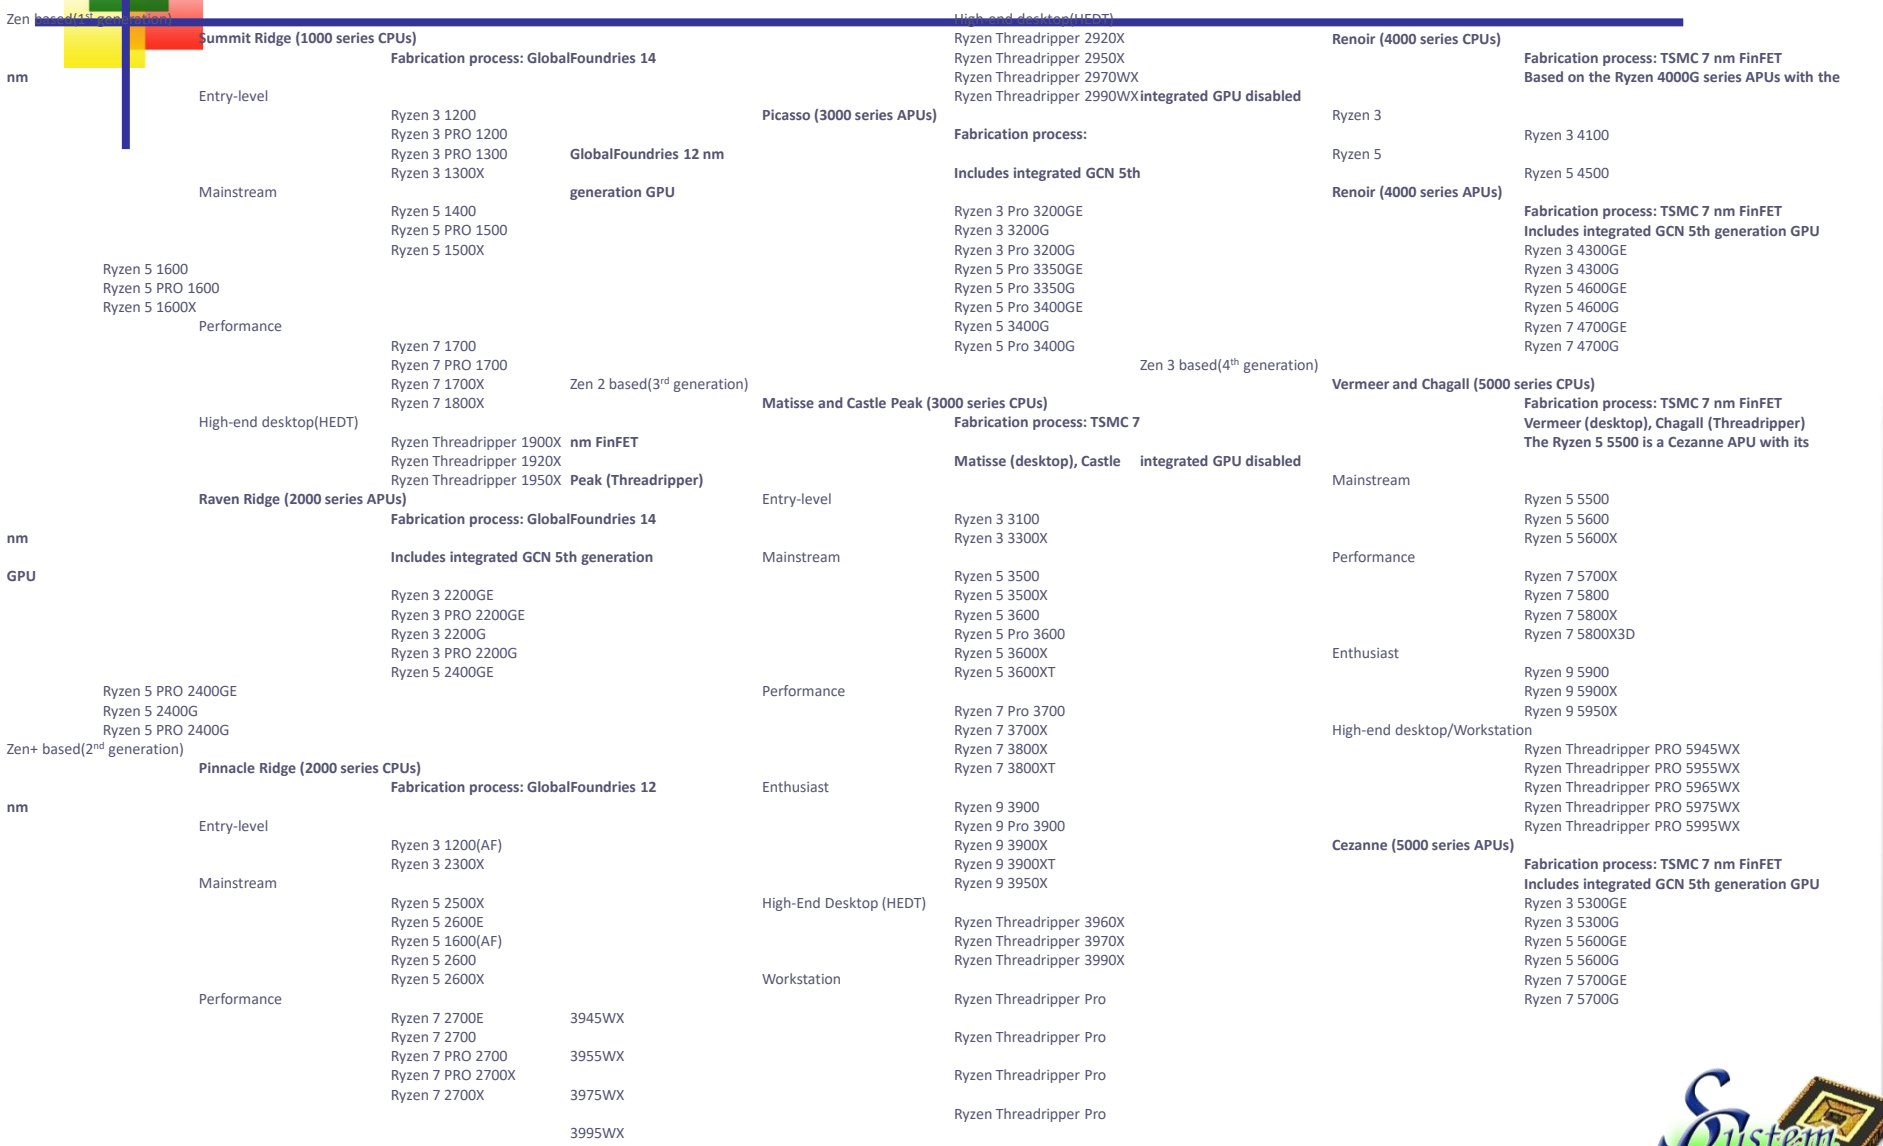 Zen based(1st generation)
Summit Ridge (1000 series CPUs)
Fabrication process: GlobalFoundries 14
nm
Entry-level
Ryzen 3 1200
Ryzen 3 PRO 1200
Ryzen 3 PRO 1300
Ryzen 3 1300X
Mainstream
Ryzen 5 1400
Ryzen 5 PRO 1500
Ryzen 5 1500X
Ryzen 5 1600
Ryzen 5 PRO 1600
Ryzen 5 1600X
Performance
Ryzen 7 1700
Ryzen 7 PRO 1700
Ryzen 7 1700X
Ryzen 7 1800X
High-end desktop(HEDT)
Ryzen Threadripper 1900X
Ryzen Threadripper 1920X
Ryzen Threadripper 1950X
Raven Ridge (2000 series APUs)
Fabrication process: GlobalFoundries 14
nm
Includes integrated GCN 5th generation
GPU
Ryzen 3 2200GE
Ryzen 3 PRO 2200GE
Ryzen 3 2200G
Ryzen 3 PRO 2200G
Ryzen 5 2400GE
Ryzen 5 PRO 2400GE
Ryzen 5 2400G
Ryzen 5 PRO 2400G
Zen+ based(2nd generation)
Pinnacle Ridge (2000 series CPUs)
Fabrication process: GlobalFoundries 12
nm
Entry-level
Ryzen 3 1200(AF)
Ryzen 3 2300X
Mainstream
Ryzen 5 2500X
Ryzen 5 2600E
Ryzen 5 1600(AF)
Ryzen 5 2600
Ryzen 5 2600X
Performance
Ryzen 7 2700E
Ryzen 7 2700
Ryzen 7 PRO 2700
Ryzen 7 PRO 2700X
Ryzen 7 2700X
High-end desktop(HEDT)
Ryzen Threadripper 2920X
Ryzen Threadripper 2950X
Ryzen Threadripper 2970WX
Ryzen Threadripper 2990WX
Picasso (3000 series APUs)
Fabrication process:
GlobalFoundries 12 nm
Includes integrated GCN 5th
generation GPU
Ryzen 3 Pro 3200GE
Ryzen 3 3200G
Ryzen 3 Pro 3200G
Ryzen 5 Pro 3350GE
Ryzen 5 Pro 3350G
Ryzen 5 Pro 3400GE
Ryzen 5 3400G
Ryzen 5 Pro 3400G
Zen 2 based(3rd generation)
Matisse and Castle Peak (3000 series CPUs)
Fabrication process: TSMC 7
nm FinFET
Matisse (desktop), Castle
Peak (Threadripper)
Entry-level
Ryzen 3 3100
Ryzen 3 3300X
Mainstream
Ryzen 5 3500
Ryzen 5 3500X
Ryzen 5 3600
Ryzen 5 Pro 3600
Ryzen 5 3600X
Ryzen 5 3600XT
Performance
Ryzen 7 Pro 3700
Ryzen 7 3700X
Ryzen 7 3800X
Ryzen 7 3800XT
Enthusiast
Ryzen 9 3900
Ryzen 9 Pro 3900
Ryzen 9 3900X
Ryzen 9 3900XT
Ryzen 9 3950X
High-End Desktop (HEDT)
Ryzen Threadripper 3960X
Ryzen Threadripper 3970X
Ryzen Threadripper 3990X
Workstation
Ryzen Threadripper Pro
3945WX
Ryzen Threadripper Pro
3955WX
Ryzen Threadripper Pro
3975WX
Ryzen Threadripper Pro
3995WX
Renoir (4000 series CPUs)
Fabrication process: TSMC 7 nm FinFET
Based on the Ryzen 4000G series APUs with the
integrated GPU disabled
Ryzen 3
Ryzen 3 4100
Ryzen 5
Ryzen 5 4500
Renoir (4000 series APUs)
Fabrication process: TSMC 7 nm FinFET
Includes integrated GCN 5th generation GPU
Ryzen 3 4300GE
Ryzen 3 4300G
Ryzen 5 4600GE
Ryzen 5 4600G
Ryzen 7 4700GE
Ryzen 7 4700G
Zen 3 based(4th generation)
Vermeer and Chagall (5000 series CPUs)
Fabrication process: TSMC 7 nm FinFET
Vermeer (desktop), Chagall (Threadripper)
The Ryzen 5 5500 is a Cezanne APU with its
integrated GPU disabled
Mainstream
Ryzen 5 5500
Ryzen 5 5600
Ryzen 5 5600X
Performance
Ryzen 7 5700X
Ryzen 7 5800
Ryzen 7 5800X
Ryzen 7 5800X3D
Enthusiast
Ryzen 9 5900
Ryzen 9 5900X
Ryzen 9 5950X
High-end desktop/Workstation
Ryzen Threadripper PRO 5945WX
Ryzen Threadripper PRO 5955WX
Ryzen Threadripper PRO 5965WX
Ryzen Threadripper PRO 5975WX
Ryzen Threadripper PRO 5995WX
Cezanne (5000 series APUs)
Fabrication process: TSMC 7 nm FinFET
Includes integrated GCN 5th generation GPU
Ryzen 3 5300GE
Ryzen 3 5300G
Ryzen 5 5600GE
Ryzen 5 5600G
Ryzen 7 5700GE
Ryzen 7 5700G
System